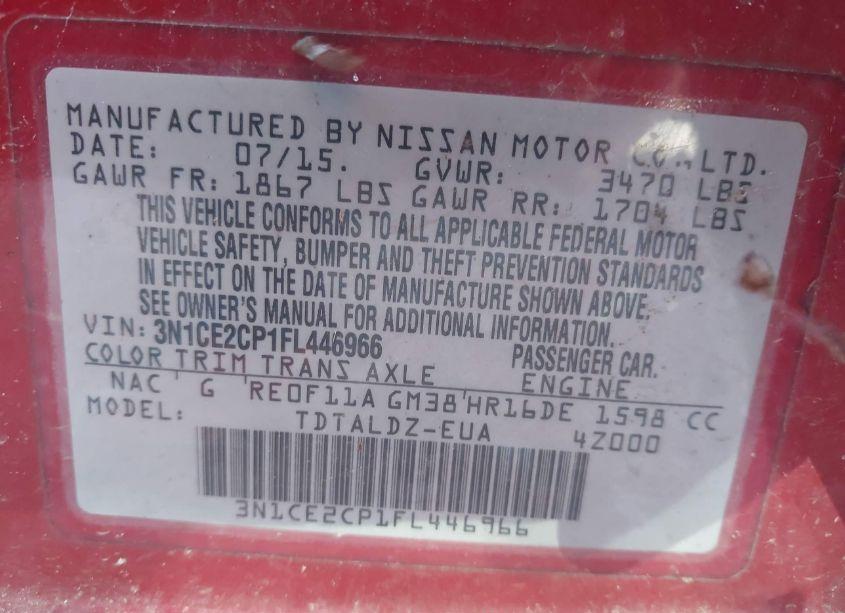 MANUFACTURED BY NISSAN MOTOR CO., LTD.
DATE: 07/15. GVWR: 3470 LBS
GAWR FR: 1867 LBS GAWR RR: 1704 LBS
THIS VEHICLE CONFORMS TO ALL APPLICABLE FEDERAL MOTOR
VEHICLE SAFETY, BUMPER AND THEFT PREVENTION STANDARDS
IN EFFECT ON THE DATE OF MANUFACTURE SHOWN ABOVE.
SEE OWNER'S MANUAL FOR ADDITIONAL INFORMATION.
VIN: 3N1CE2CP1FL446966 PASSENGER CAR.
COLOR TRIM TRANS AXLE ENGINE
NAC G RE0F11A GM38 HR16DE 1598 CC
MODEL: TDTALDZ-EUA 4Z000
3N1CE2CP1FL446966